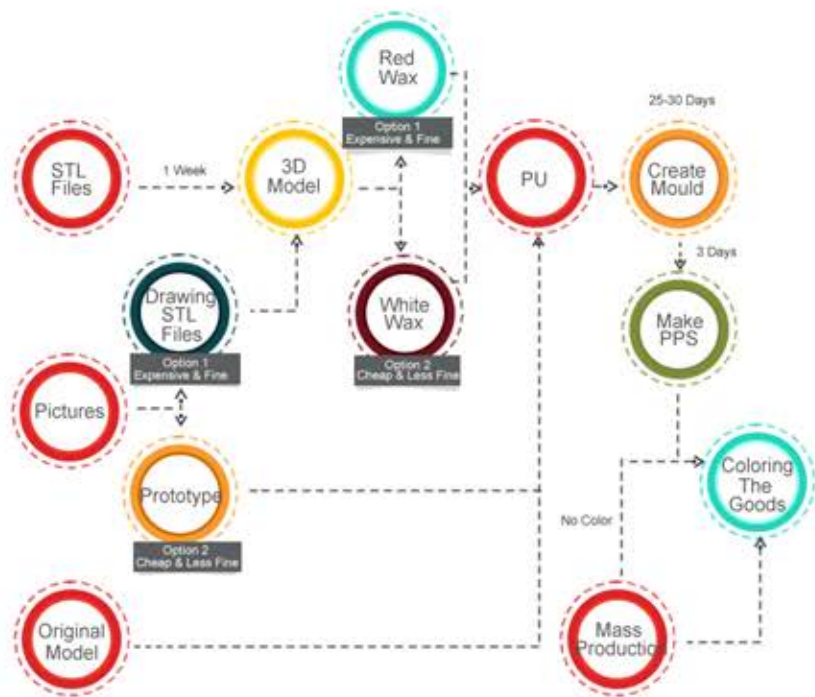 Red
Wax
Option 1
Expensive & Fine
25-30 Days
STL
Files
1 Week
3D
Model
PU
Create
Mould
3 Days
Drawing
STL
Files
Option 1
Expensive & Fine
White
Wax
Option 2
Cheap & Less Fine
Make
PPS
Pictures
Prototype
Option 2
Cheap & Less Fine
Coloring
The
Goods
No Color
Original
Model
Mass
Production